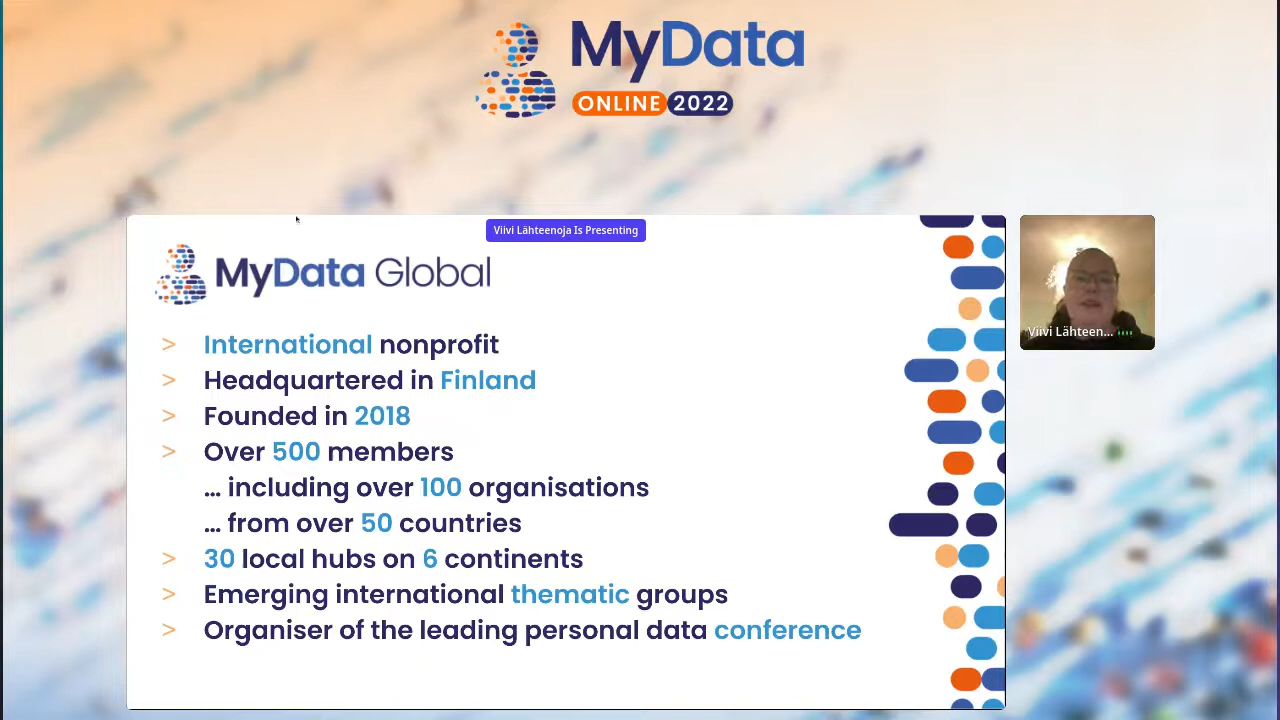 MyData
ONLINE 2022
Viivi Lähteenoja Is Presenting
MyData Global
> International nonprofit
> Headquartered in Finland
> Founded in 2018
> Over 500 members
... including over 100 organisations
... from over 50 countries
> 30 local hubs on 6 continents
> Emerging international thematic groups
> Organiser of the leading personal data conference
Viivi Lähteen...